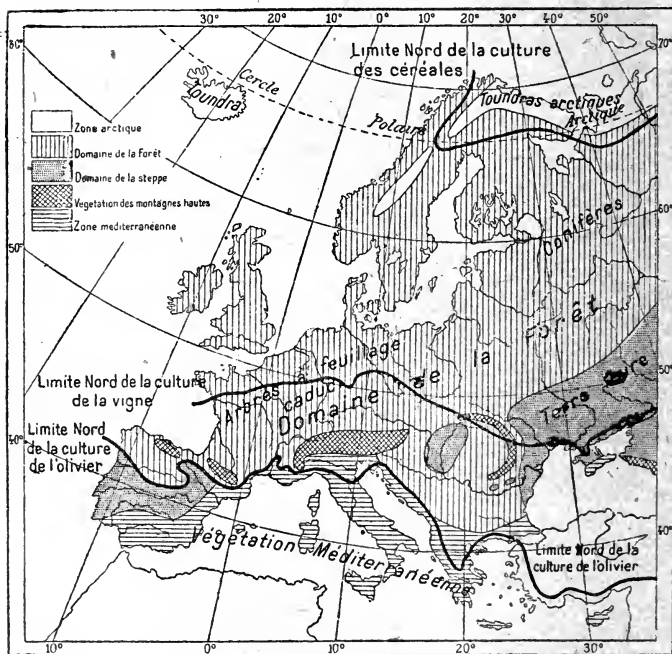 30° 20° 10° 0° 10° 20° 30° 40° 50°
60° 70°
Limite Nord de la culture
des céréales
Cercle
Polaire
Arctique
Toundra
Toundras arctiques
Zone arctique
Domaine de la Forêt
Domaine de la steppe
Végétation des montagnes hautes
Zone mediterranéenne
50° 60°
Conifères
Forêt
la
de
Domaine
Arbres à feuillage
caduc
Limite Nord de la culture
de la vigne
Terre
50°
Limite Nord
de la culture
de l'olivier
40°
40°
Végétation Méditerranéenne
Limite Nord de la
culture de l'olivier
10° 0° 10° 20° 30°